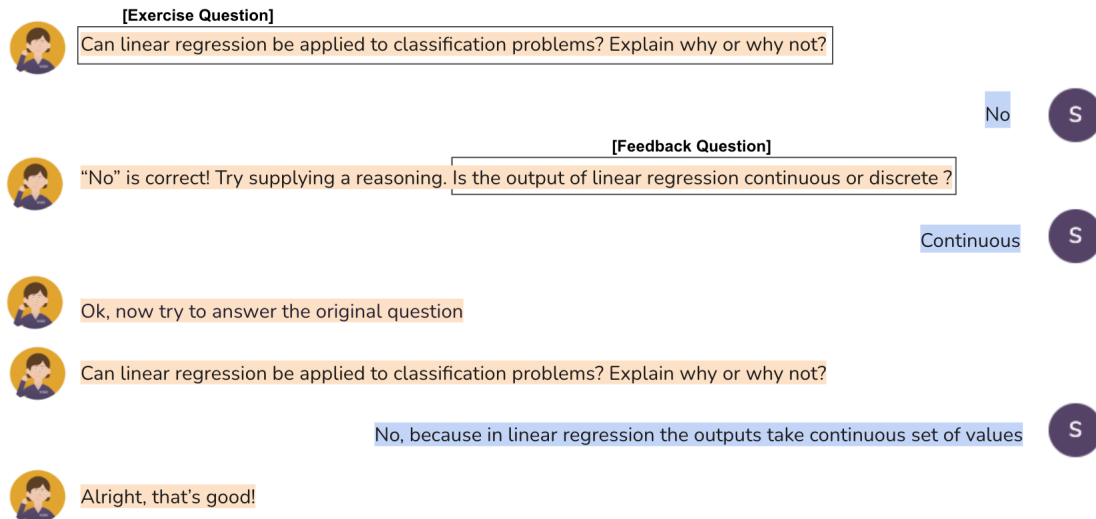 [Exercise Question]
Can linear regression be applied to classification problems? Explain why or why not?
No
S
[Feedback Question]
“No” is correct! Try supplying a reasoning. Is the output of linear regression continuous or discrete ?
Continuous
S
Ok, now try to answer the original question
Can linear regression be applied to classification problems? Explain why or why not?
No, because in linear regression the outputs take continuous set of values
S
Alright, that’s good!